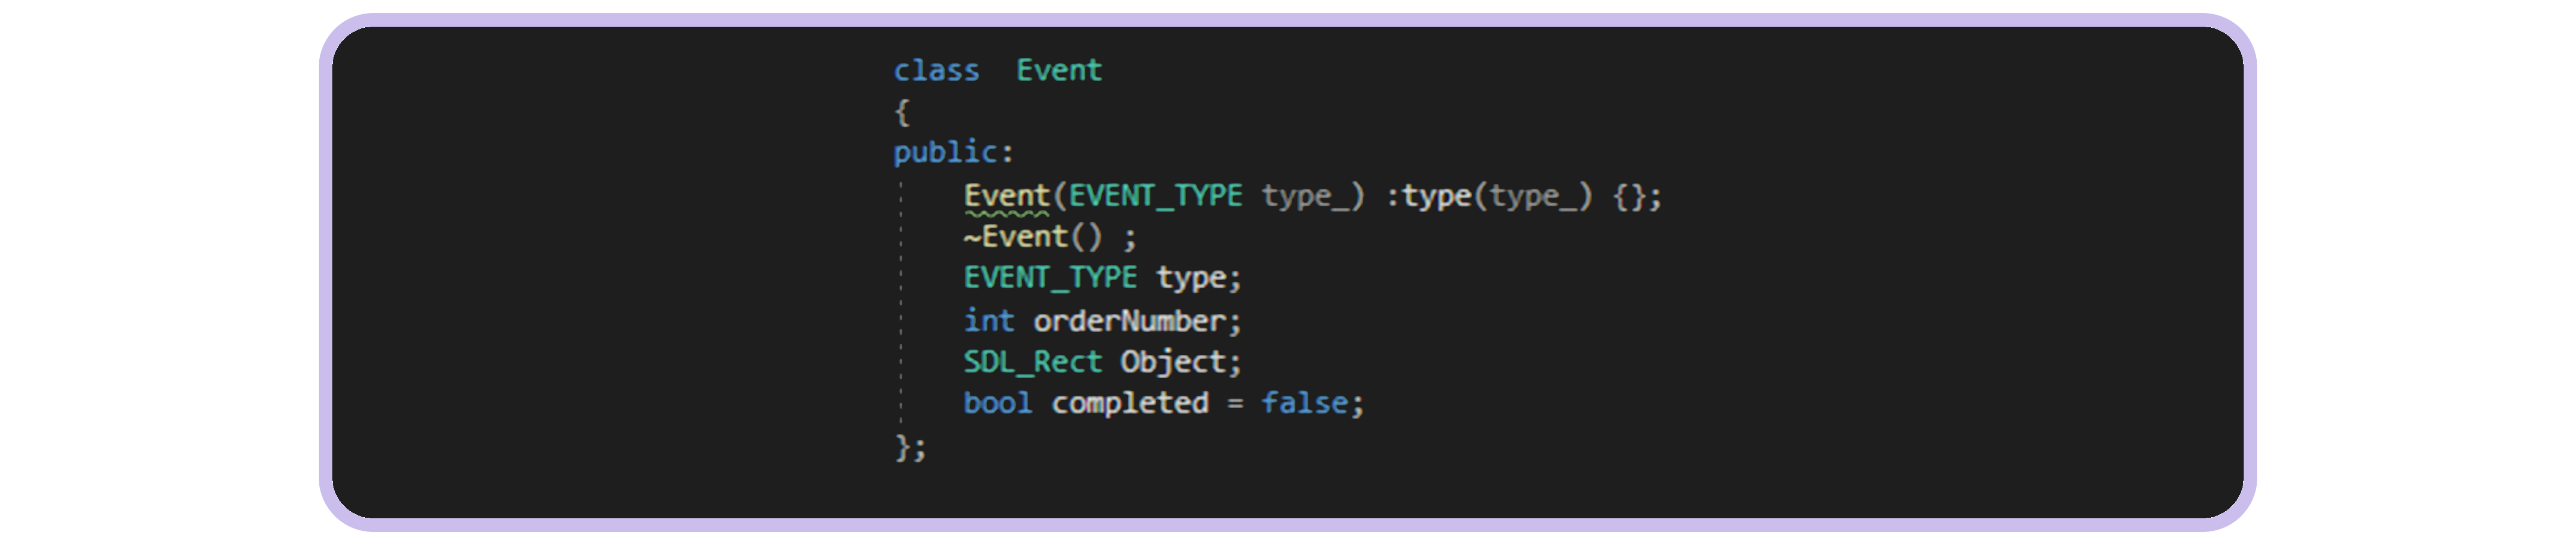 class  Event
{
public:
    Event(EVENT_TYPE type_) :type(type_) {};
    ~Event() ;
    EVENT_TYPE type;
    int orderNumber;
    SDL_Rect Object;
    bool completed = false;
};